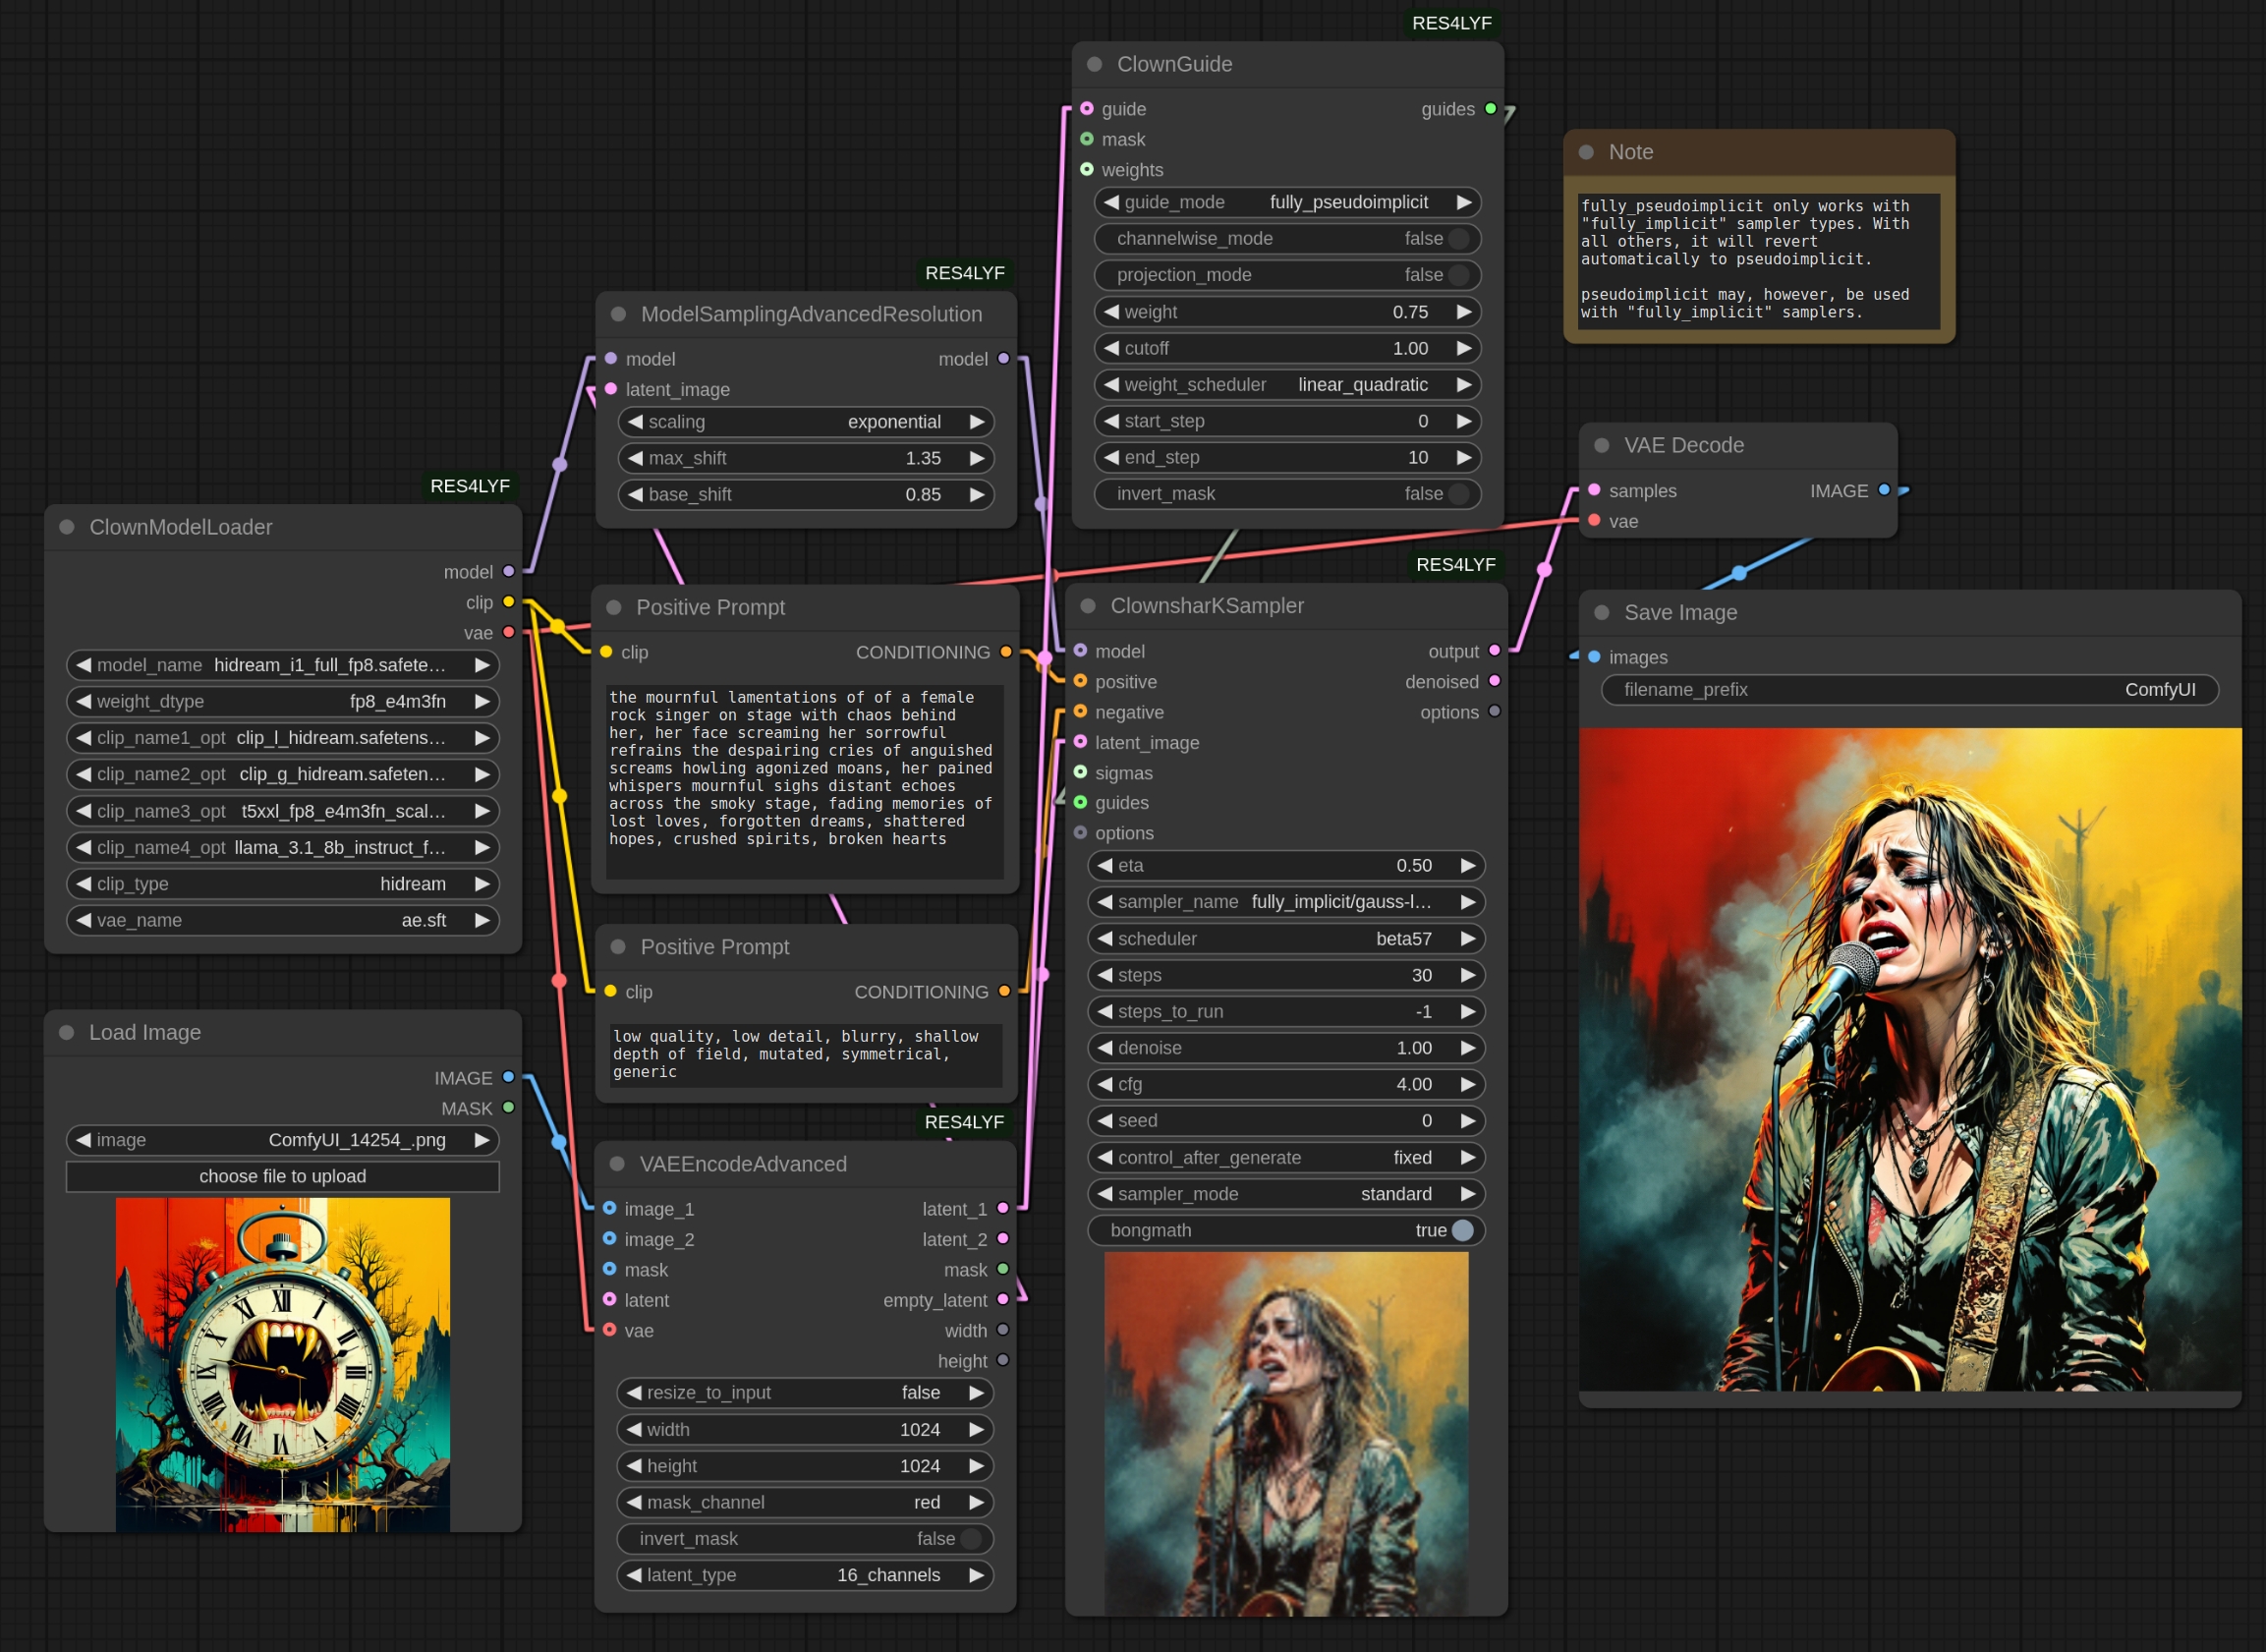 RES4LYF
ClownGuide
guide guides
mask
weights
guide_mode fully_pseudoimplicit
channelwise_mode false
projection_mode false
weight 0.75
cutoff 1.00
weight_scheduler linear_quadratic
start_step 0
end_step 10
invert_mask false
Note
fully_pseudoimplicit only works with
"fully_implicit" sampler types. With
all others, it will revert
automatically to pseudoimplicit.
pseudoimplicit may, however, be used
with "fully_implicit" samplers.
RES4LYF
ModelSamplingAdvancedResolution
model model
latent_image
scaling exponential
max_shift 1.35
base_shift 0.85
VAE Decode
samples IMAGE
vae
RES4LYF
ClownModelLoader
model
clip
vae
model_name hidream_i1_full_fp8.safete…
weight_dtype fp8_e4m3fn
clip_name1_opt clip_l_hidream.safetens…
clip_name2_opt clip_g_hidream.safeten…
clip_name3_opt t5xxl_fp8_e4m3fn_scal…
clip_name4_opt llama_3.1_8b_instruct_f…
clip_type hidream
vae_name ae.sft
Positive Prompt
clip CONDITIONING
the mournful lamentations of of a female
rock singer on stage with chaos behind
her, her face screaming her sorrowful
refrains the despairing cries of anguished
screams howling agonized moans, her pained
whispers mournful sighs distant echoes
across the smoky stage, fading memories of
lost loves, forgotten dreams, shattered
hopes, crushed spirits, broken hearts
Positive Prompt
clip CONDITIONING
low quality, low detail, blurry, shallow
depth of field, mutated, symmetrical,
generic
RES4LYF
ClownsharKSampler
model output
positive denoised
negative options
latent_image
sigmas
guides
options
eta 0.50
sampler_name fully_implicit/gauss-l…
scheduler beta57
steps 30
steps_to_run -1
denoise 1.00
cfg 4.00
seed 0
control_after_generate fixed
sampler_mode standard
bongmath true
Save Image
images
filename_prefix ComfyUI
Load Image
IMAGE
MASK
image ComfyUI_14254_.png
choose file to upload
XII
I
II
III
VI
VIII
IX
X
XI
RES4LYF
VAEEncodeAdvanced
image_1 latent_1
image_2 latent_2
mask mask
latent empty_latent
vae width
height
resize_to_input false
width 1024
height 1024
mask_channel red
invert_mask false
latent_type 16_channels